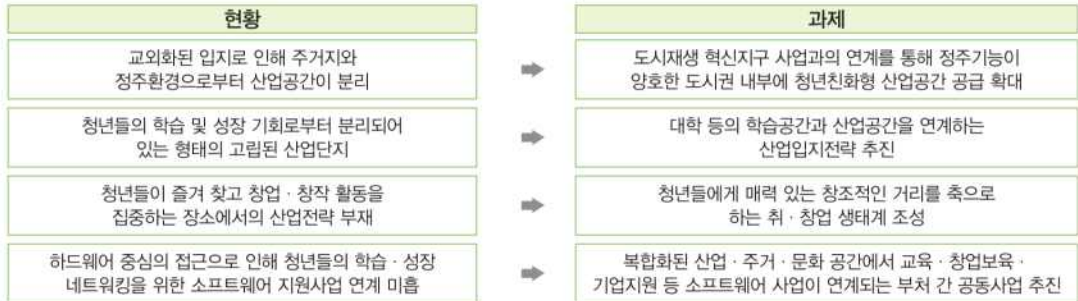 현황
과제
교외화된 입지로 인해 주거지와
정주환경으로부터 산업공간이 분리
도시재생 혁신지구 사업과의 연계를 통해 정주기능이
양호한 도시권 내부에 청년친화형 산업공간 공급 확대
청년들의 학습 및 성장 기회로부터 분리되어
있는 형태의 고립된 산업단지
대학 등의 학습공간과 산업공간을 연계하는
산업입지전략 추진
청년들이 즐겨 찾고 창업 · 창작 활동을
집중하는 장소에서의 산업전략 부재
청년들에게 매력 있는 창조적인 거리를 축으로
하는 취 · 창업 생태계 조성
하드웨어 중심의 접근으로 인해 청년들의 학습 · 성장
네트워킹을 위한 소프트웨어 지원사업 연계 미흡
복합화된 산업 · 주거 · 문화 공간에서 교육 · 창업보육 ·
기업지원 등 소프트웨어 사업이 연계되는 부처 간 공동사업 추진